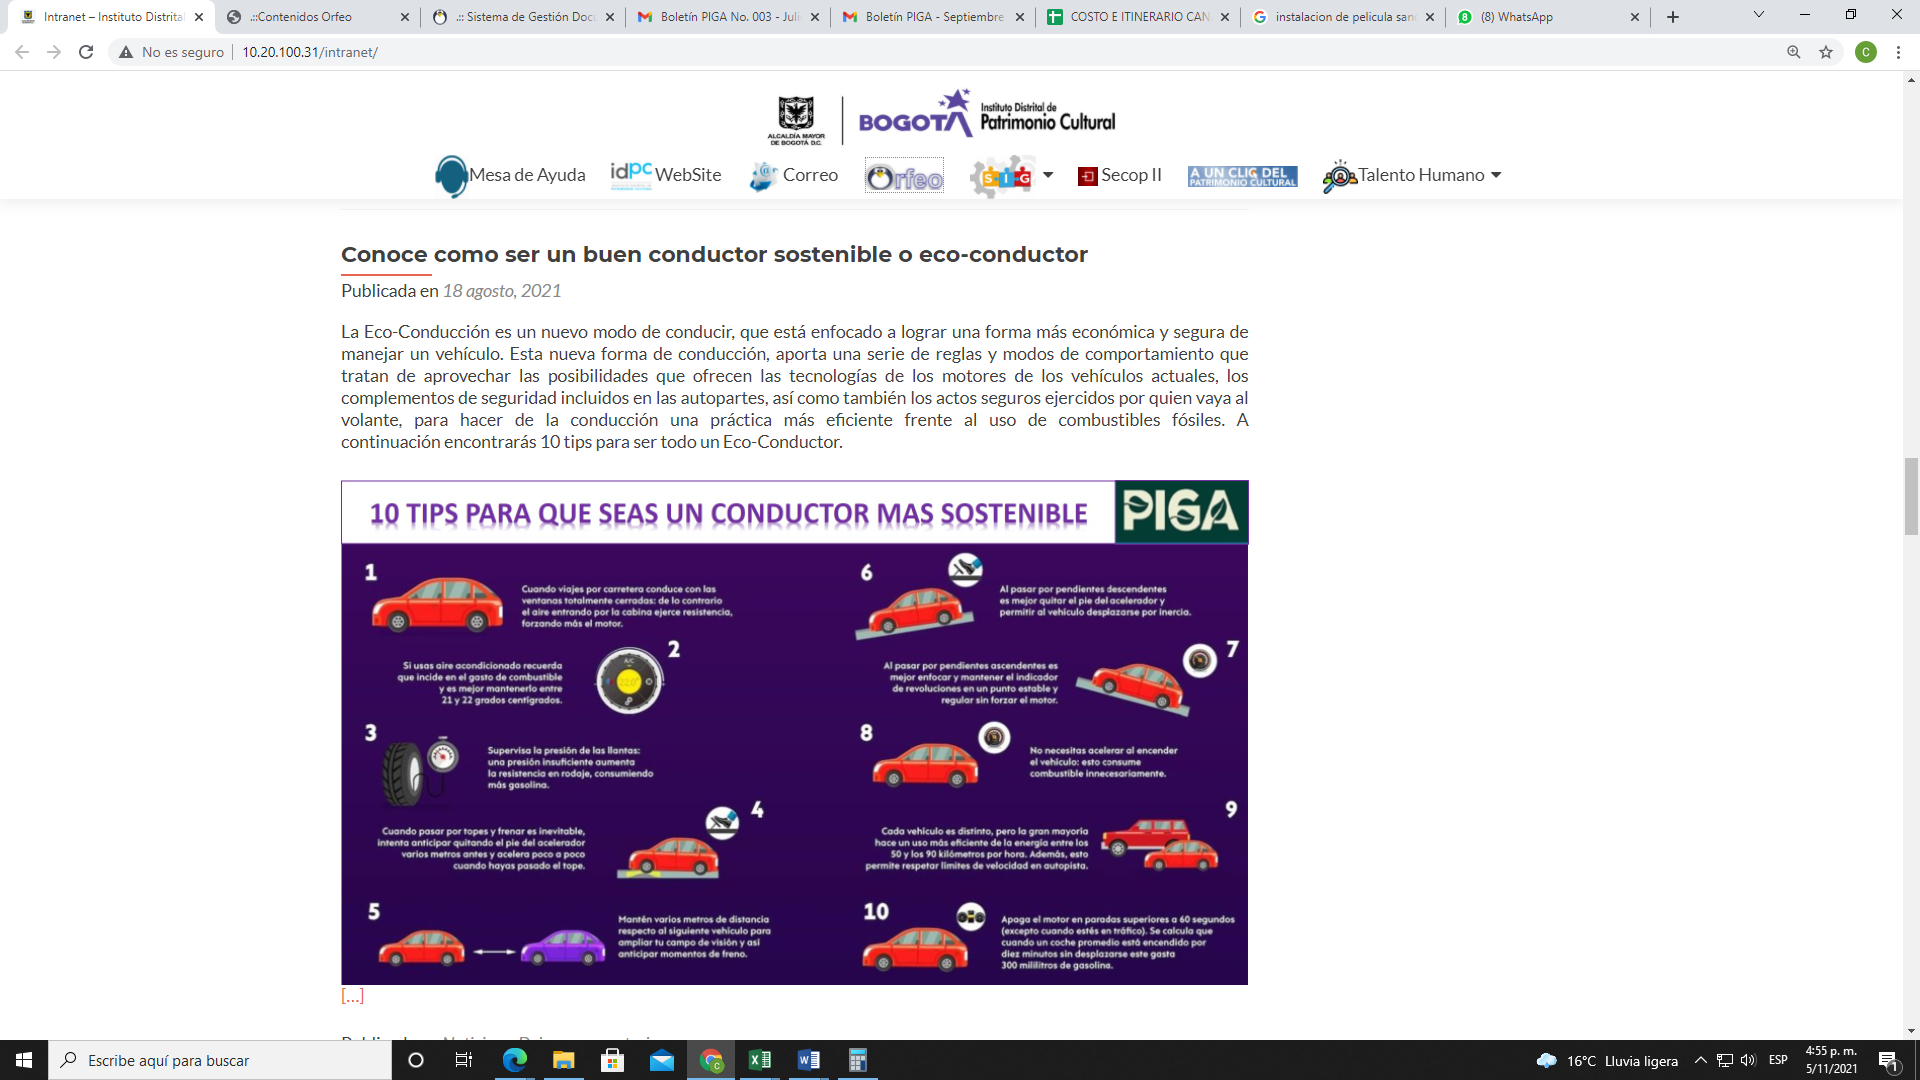 Intranet – Instituto Distrital
.::Contenidos Orfeo
.:: Sistema de Gestión Docu
Boletín PIGA No. 003 - Juli
Boletín PIGA - Septiembre
COSTO E ITINERARIO CAN
instalacion de pelicula sand
(8) WhatsApp
No es seguro
10.20.100.31/intranet/
C
ALCALDÍA MAYOR
DE BOGOTÁ D.C.
BOGOTÁ
Instituto Distrital de
Patrimonio Cultural
Mesa de Ayuda
idpc WebSite
Correo
Orfeo
SIG
Secop II
A UN CLIC DEL
PATRIMONIO CULTURAL
Talento Humano
Conoce como ser un buen conductor sostenible o eco-conductor
Publicada en 18 agosto, 2021
La Eco-Conducción es un nuevo modo de conducir, que está enfocado a lograr una forma más económica y segura de
manejar un vehículo. Esta nueva forma de conducción, aporta una serie de reglas y modos de comportamiento que
tratan de aprovechar las posibilidades que ofrecen las tecnologías de los motores de los vehículos actuales, los
complementos de seguridad incluidos en las autopartes, así como también los actos seguros ejercidos por quien vaya al
volante, para hacer de la conducción una práctica más eficiente frente al uso de combustibles fósiles. A
continuación encontrarás 10 tips para ser todo un Eco-Conductor.
10 TIPS PARA QUE SEAS UN CONDUCTOR MAS SOSTENIBLE
PIGA
1
Cuando viajes por carretera conduce con las
ventanas totalmente cerradas: de lo contrario
el aire entrando por la cabina ejerce resistencia,
forzando más el motor.
2
Si usas aire acondicionado recuerda
que incide en el gasto de combustible
y es mejor mantenerlo entre
21 y 22 grados centígrados.
A/C
3
Supervisa la presión de las llantas:
una presión insuficiente aumenta
la resistencia en rodaje, consumiendo
más gasolina.
4
Cuando pasar por topes y frenar es inevitable,
intenta anticipar quitando el pie del acelerador
varios metros antes y acelera poco a poco
cuando hayas pasado el tope.
5
Mantén varios metros de distancia
respecto al siguiente vehículo para
ampliar tu campo de visión y así
anticipar momentos de freno.
6
Al pasar por pendientes descendentes
es mejor quitar el pie del acelerador y
permitir al vehículo desplazarse por inercia.
7
Al pasar por pendientes ascendentes es
mejor enfocar y mantener el indicador
de revoluciones en un punto estable y
regular sin forzar el motor.
8
No necesitas acelerar al encender
el vehículo: esto consume
combustible innecesariamente.
9
Cada vehículo es distinto, pero la gran mayoría
hace un uso más eficiente de la energía entre los
50 y los 90 kilómetros por hora. Además, esto
permite respetar límites de velocidad en autopista.
10
Apaga el motor en paradas superiores a 60 segundos
(excepto cuando estés en tráfico). Se calcula que
cuando un coche promedio está encendido por
diez minutos sin desplazarse este gasta
300 mililitros de gasolina.
[...]
Escribe aquí para buscar
16°C Lluvia ligera
ESP
4:55 p. m.
5/11/2021
1